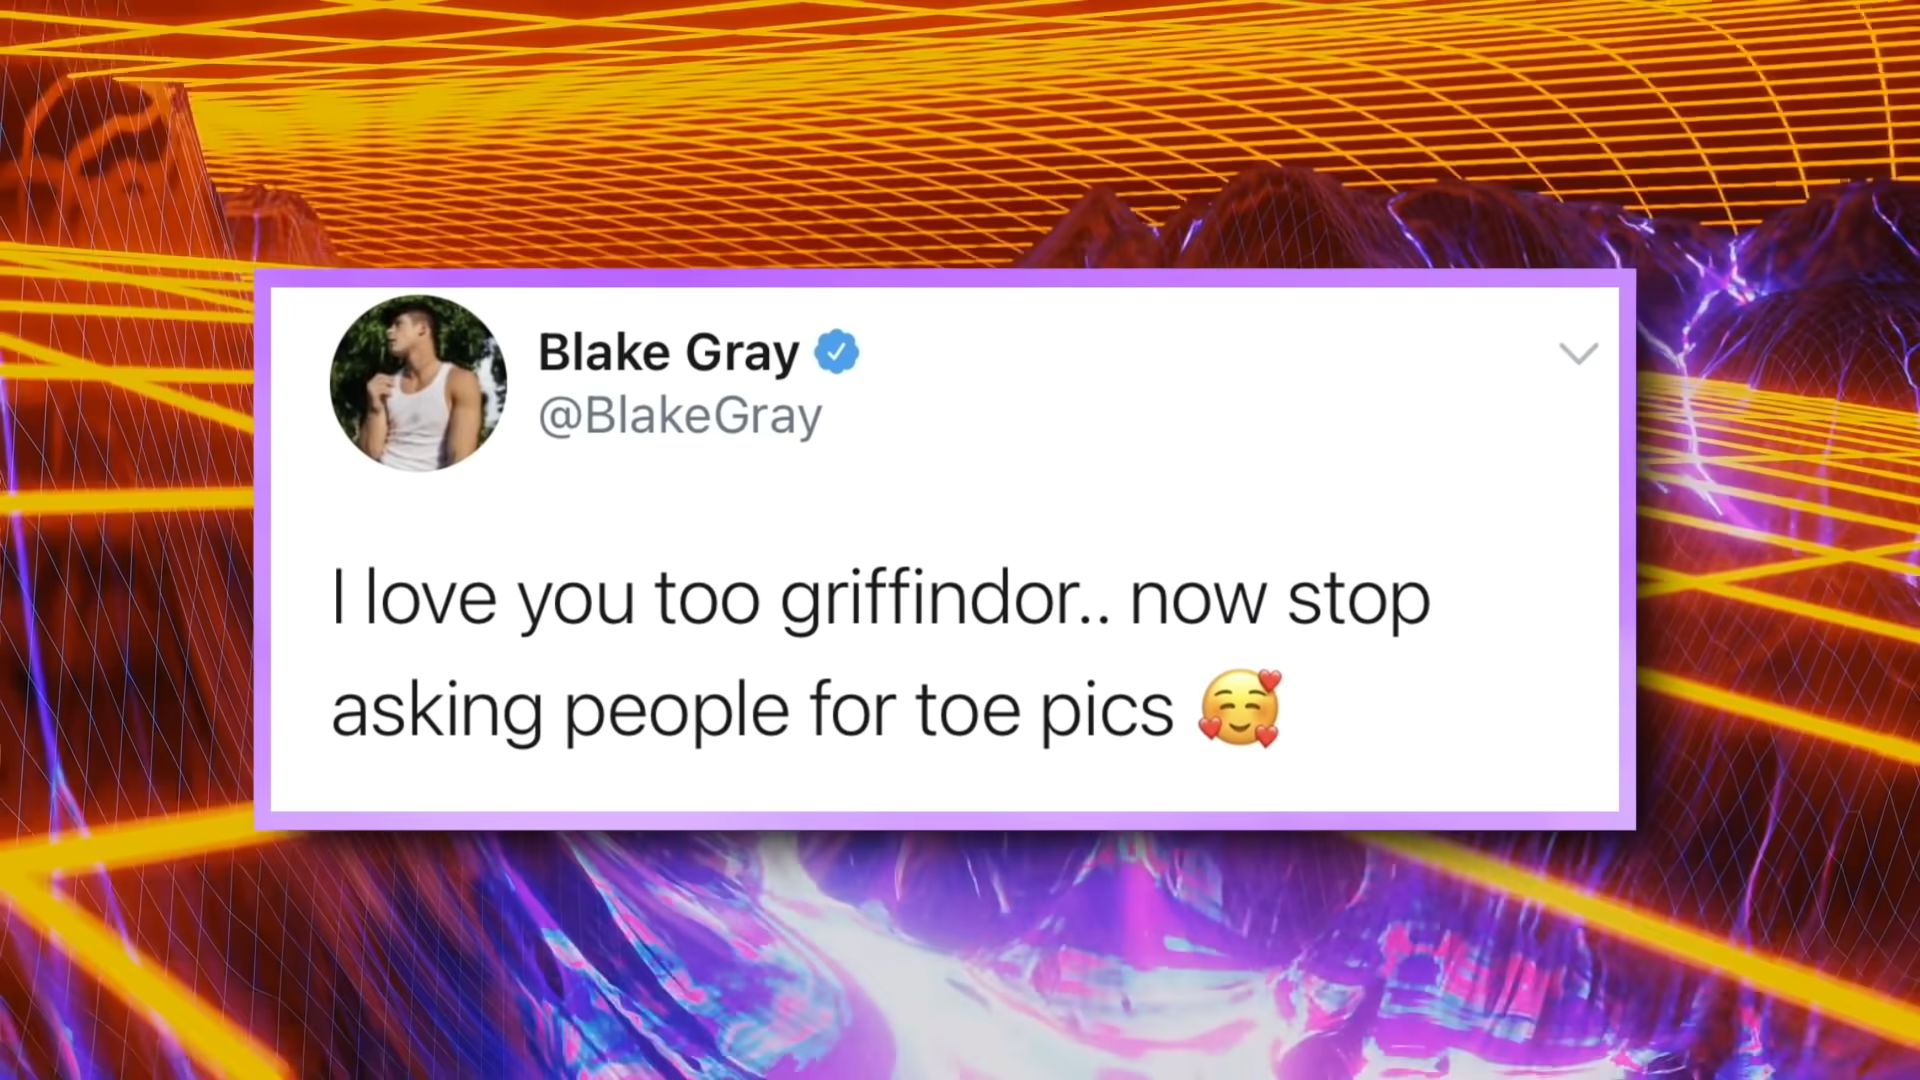 Blake Gray
@BlakeGray
I love you too griffindor.. now stop
asking people for toe pics 🥰